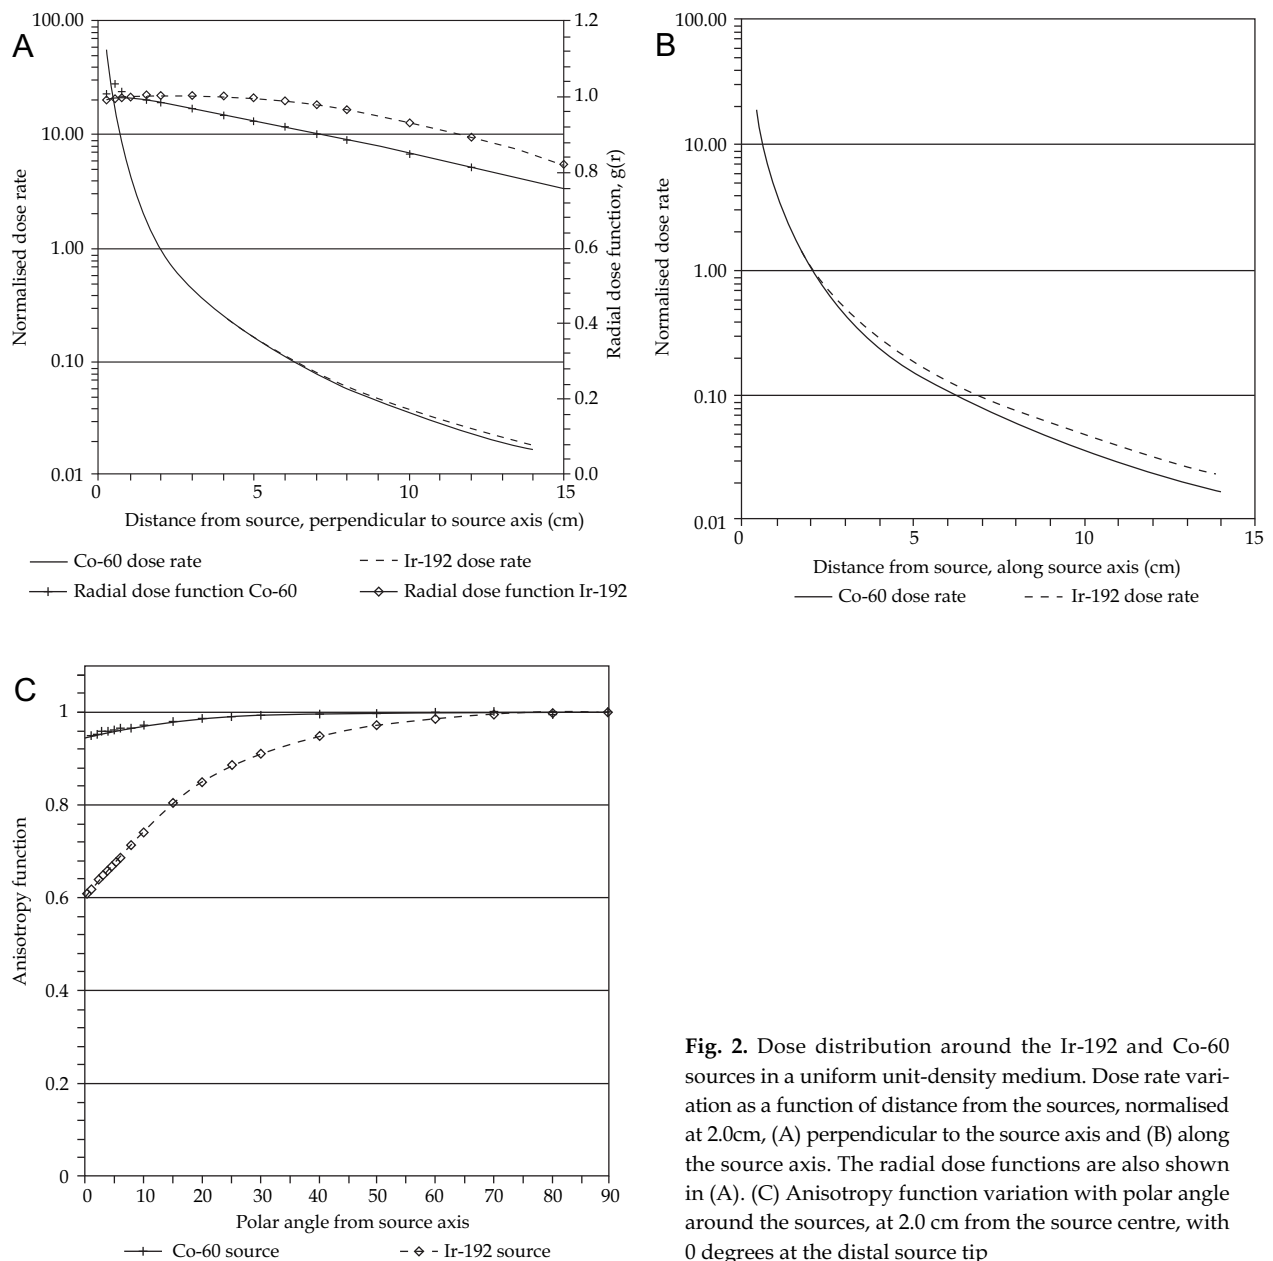 A
100.00
10.00
1.00
0.10
0.01
Normalised dose rate
1.2
1.0
0.8
0.6
0.4
0.2
0.0
Radial dose function, g(r)
0 5 10 15
Distance from source, perpendicular to source axis (cm)
Co-60 dose rate Ir-192 dose rate
Radial dose function Co-60 Radial dose function Ir-192
B
100.00
10.00
1.00
0.10
0.01
Normalised dose rate
0 5 10 15
Distance from source, along source axis (cm)
Co-60 dose rate Ir-192 dose rate
C
1
0.8
0.6
0.4
0.2
0
Anisotropy function
0 10 20 30 40 50 60 70 80 90
Polar angle from source axis
Co-60 source Ir-192 source
Fig. 2. Dose distribution around the Ir-192 and Co-60
sources in a uniform unit-density medium. Dose rate vari-
ation as a function of distance from the sources, normalised
at 2.0cm, (A) perpendicular to the source axis and (B) along
the source axis. The radial dose functions are also shown
in (A). (C) Anisotropy function variation with polar angle
around the sources, at 2.0 cm from the source centre, with
0 degrees at the distal source tip